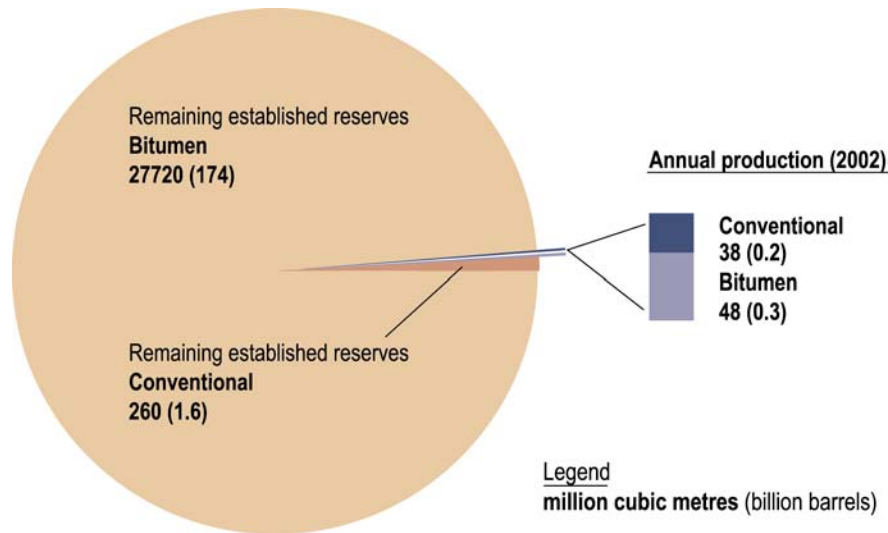 Remaining established reserves
Bitumen
27720 (174)
Annual production (2002)
Conventional
38 (0.2)
Bitumen
48 (0.3)
Remaining established reserves
Conventional
260 (1.6)
Legend
million cubic metres (billion barrels)